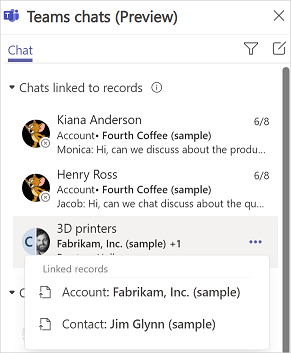 Teams chats (Preview)
Chat
Chats linked to records
Kiana Anderson 6/8
Account• Fourth Coffee (sample)
Monica: Hi, can we discuss about the produ...
Henry Ross 6/8
Account• Fourth Coffee (sample)
Jacob: Hi, can we chat discuss about the qu...
C 3D printers
Fabrikam, Inc. (sample) +1
Linked records
Account: Fabrikam, Inc. (sample)
Contact: Jim Glynn (sample)